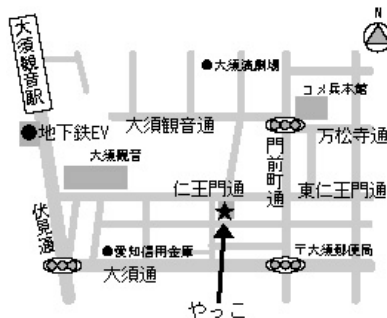 N
大須観音駅
●大須演劇場
コメ兵本館
●地下鉄EV
大須観音通
万松寺通
門前町通
大須観音
仁王門通
東仁王門通
伏見通
★
●愛知信用金庫
〒大須郵便局
大須通
やっこ